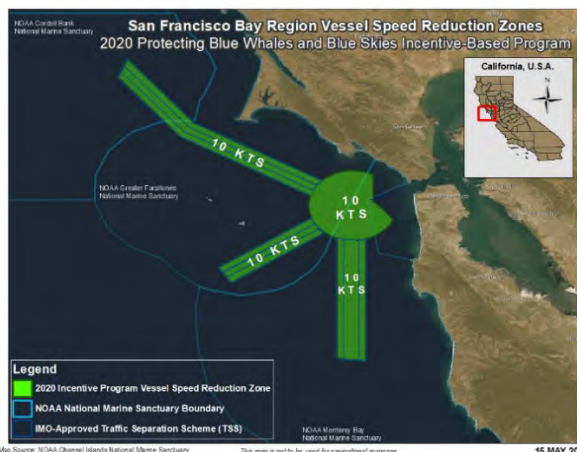 San Francisco Bay Region Vessel Speed Reduction Zones
2020 Protecting Blue Whales and Blue Skies Incentive-Based Program
NOAA Cordell Bank
National Marine Sanctuary
California, U.S.A.
N
10 KTS
NOAA Greater Farallones
National Marine Sanctuary
10
KTS
10 KTS
10
KTS
Legend
2020 Incentive Program Vessel Speed Reduction Zone
NOAA National Marine Sanctuary Boundary
IMO-Approved Traffic Separation Scheme (TSS)
NOAA Monterey Bay
National Marine Sanctuary
Map Source: NOAA Channel Islands National Marine Sanctuary
This map is not to be used for navigational purposes
15 MAY 20